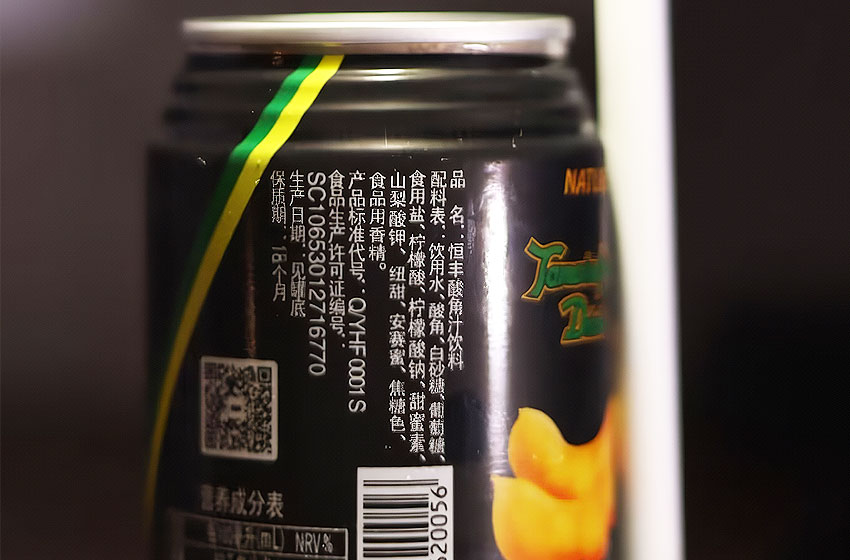 品 名：恒丰酸角汁饮料
配料表：饮用水、酸角、白砂糖、葡萄糖、
食用盐、柠檬酸、柠檬酸钠、甜蜜素、
山梨酸钾、纽甜、安赛蜜、焦糖色、
食品用香精。
产品标准代号：Q/YHF 0001 S
食品生产许可证编号：
SC10653012716770
生产日期：见罐底
保质期：18个月
营养成分表
NRV%
20056